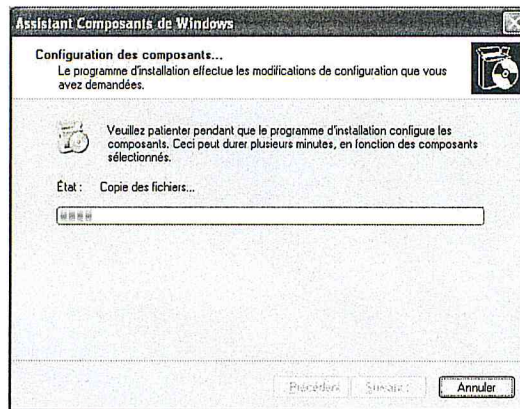 Assistant Composants de Windows
Configuration des composants...
Le programme d'installation effectue les modifications de configuration que vous
avez demandées.
Veuillez patienter pendant que le programme d'installation configure les
composants. Ceci peut durer plusieurs minutes, en fonction des composants
sélectionnés.
État : Copie des fichiers...
Précédent Suivant : Annuler